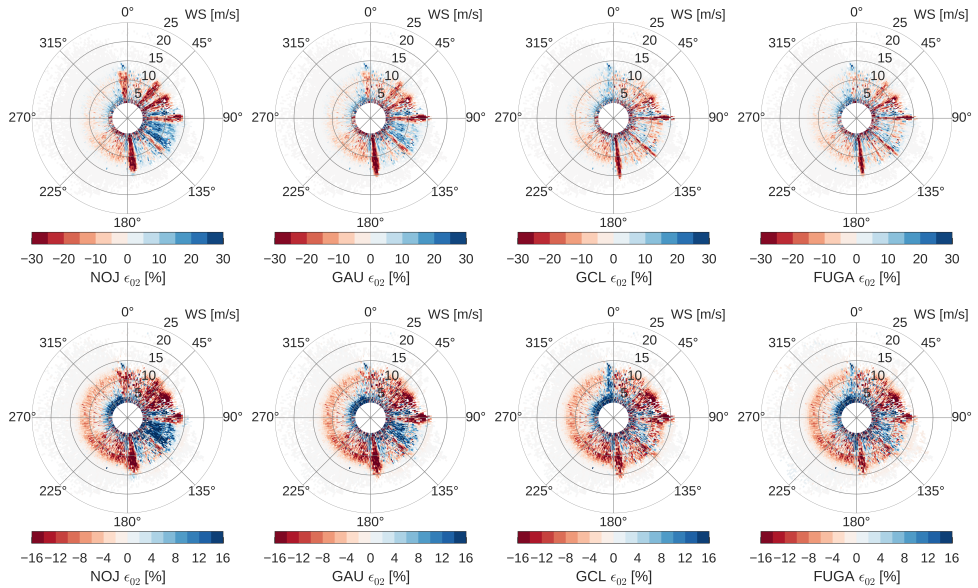 0° WS [m/s] 0° WS [m/s] 0° WS [m/s] 0° WS [m/s]
25 25 25 25
315° 20 45° 315° 20 45° 315° 20 45° 315° 20 45°
15 15 15 15
10 10 10 10
5 5 5 5
270° 90° 270° 90° 270° 90° 270° 90°
225° 135° 225° 135° 225° 135° 225° 135°
180° 180° 180° 180°
−30 −20 −10 0 10 20 30 −30 −20 −10 0 10 20 30 −30 −20 −10 0 10 20 30 −30 −20 −10 0 10 20 30
NOJ ϵ02 [%] GAU ϵ02 [%] GCL ϵ02 [%] FUGA ϵ02 [%]
0° WS [m/s] 0° WS [m/s] 0° WS [m/s] 0° WS [m/s]
25 25 25 25
315° 20 45° 315° 20 45° 315° 20 45° 315° 20 45°
15 15 15 15
10 10 10 10
270° 90° 270° 90° 270° 90° 270° 90°
225° 135° 225° 135° 225° 135° 225° 135°
180° 180° 180° 180°
−16−12 −8 −4 0 4 8 12 16 −16−12 −8 −4 0 4 8 12 16 −16−12 −8 −4 0 4 8 12 16 −16−12 −8 −4 0 4 8 12 16
NOJ ϵ02 [%] GAU ϵ02 [%] GCL ϵ02 [%] FUGA ϵ02 [%]